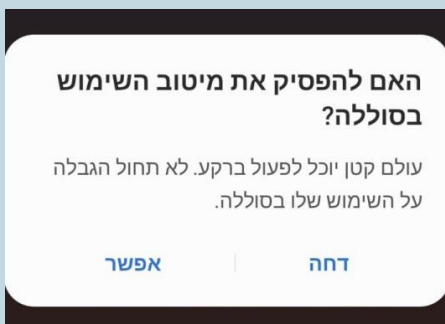 האם להפסיק את מיטוב השימוש
בסוללה?
עולם קטן יוכל לפעול ברקע. לא תחול הגבלה
על השימוש שלו בסוללה.
דחה
אפשר